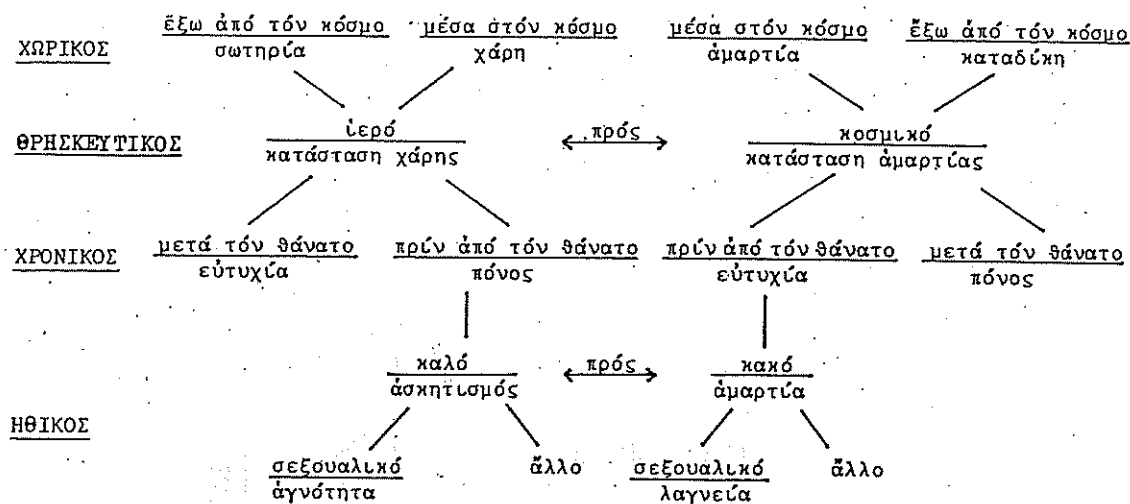 ἔξω ἀπό τόν κόσμο μέσα στόν κόσμο μέσα στόν κόσμο ἔξω ἀπό τόν κόσμο
ΧΩΡΙΚΟΣ
σωτηρία χάρη ἁμαρτία καταδίκη
ἱερό πρός κοσμικό
ΘΡΗΣΚΕΥΤΙΚΟΣ
κατάσταση χάρης κατάσταση ἁμαρτίας
μετά τόν θάνατο πρίν ἀπό τόν θάνατο πρίν ἀπό τόν θάνατο μετά τόν θάνατο
ΧΡΟΝΙΚΟΣ
εὐτυχία πόνος εὐτυχία πόνος
καλό πρός κακό
ἀσκητισμός ἁμαρτία
ΗΘΙΚΟΣ
σεξουαλικό ἄλλο σεξουαλικό ἄλλο
ἁγνότητα λαγνεία